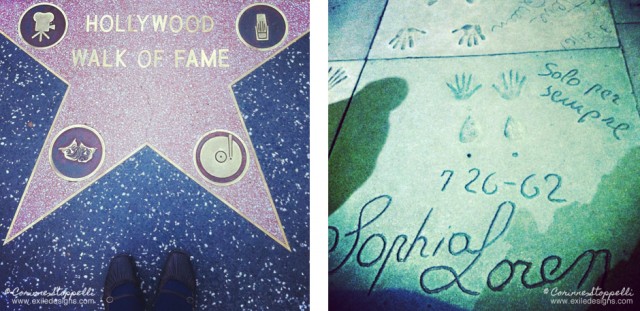 HOLLYWOOD
WALK OF FAME
© Corinne Stoppelli
www.exiledesigns.com
Solo per
sempre
7 26-62
Sophia Loren
© Corinne Stoppelli
www.exiledesigns.com